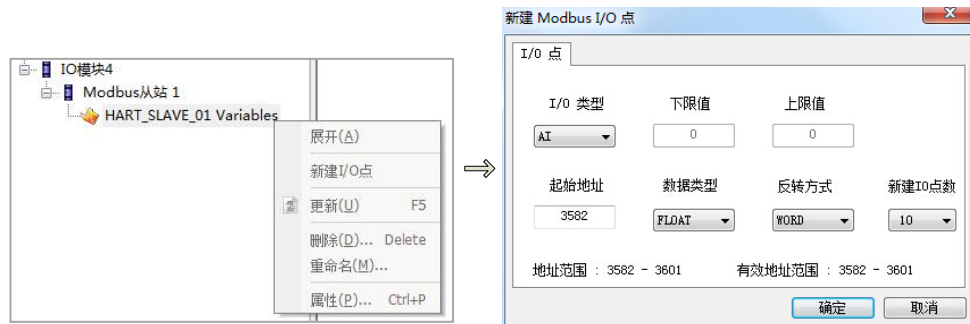 IO模块4
Modbus从站 1
HART_SLAVE_01 Variables
展开(A)
新建I/O点
更新(U) F5
删除(D)... Delete
重命名(M)...
属性(P)... Ctrl+P
新建 Modbus I/O 点
I/O 点
I/O 类型 下限值 上限值
AI 0 0
起始地址 数据类型 反转方式 新建IO点数
3582 FLOAT WORD 10
地址范围 : 3582 - 3601 有效地址范围 : 3582 - 3601
确定 取消